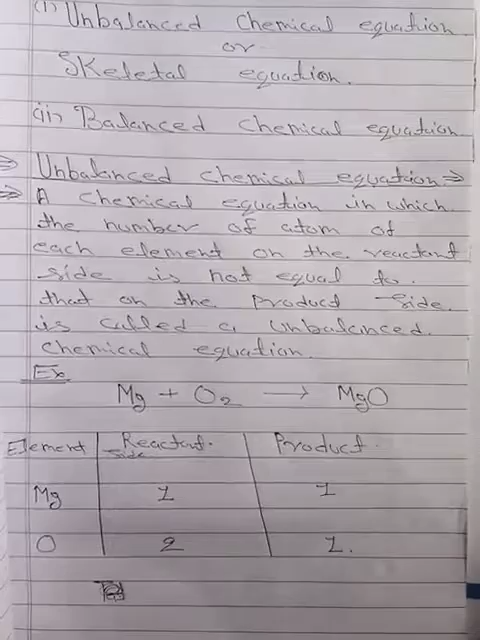 (i) Unbalanced Chemical equation
or
Skeletal equation.
(ii) Balanced Chemical equation
⇒ Unbalanced chemical equation ⇒
⇒ A Chemical equation in which
the number of atom of
each element on the reactant
side is not equal to.
that on the Product side.
is called a unbalanced.
Chemical equation.
Ex
Mg + O₂ → MgO
Element Reactant side Product.
Mg 1 1
O 2 1.